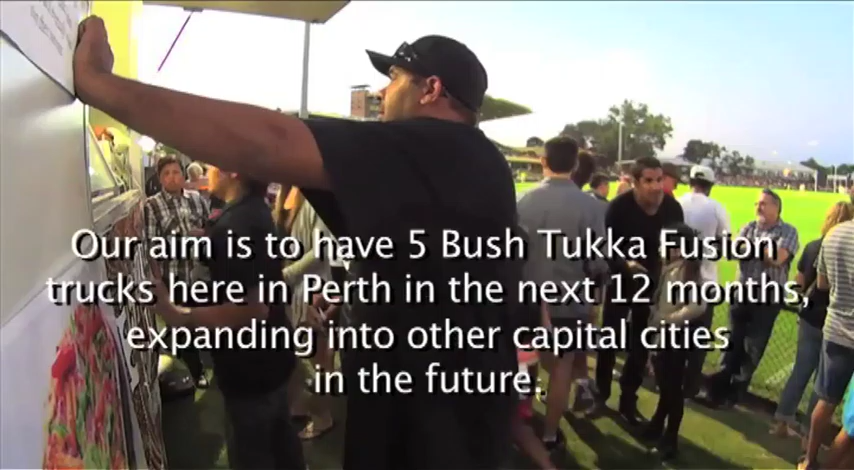 Our aim is to have 5 Bush Tukka Fusion
trucks here in Perth in the next 12 months,
expanding into other capital cities
in the future.